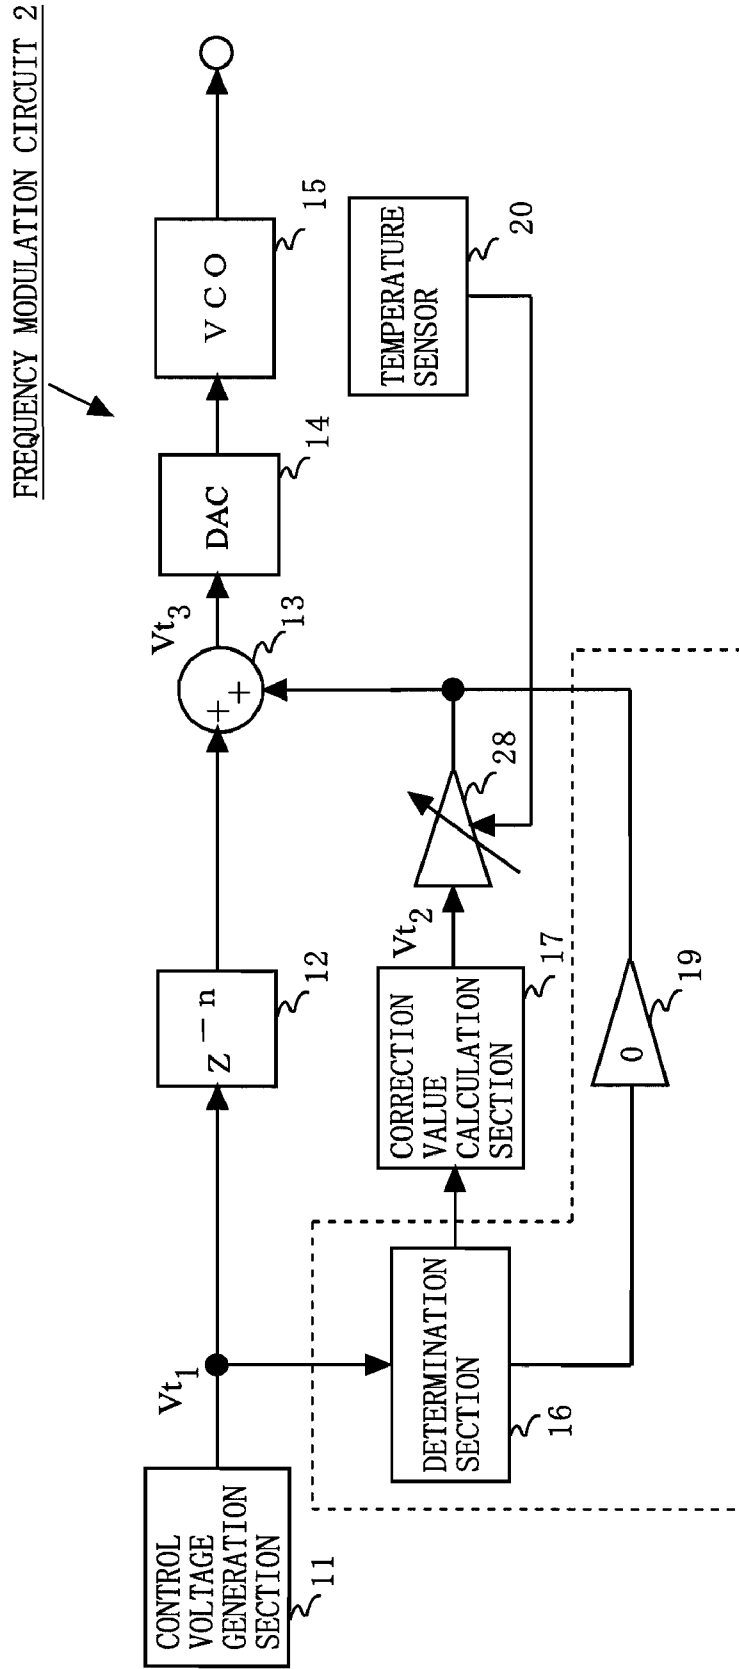 FREQUENCY MODULATION CIRCUIT 2
CONTROL
VOLTAGE
GENERATION
SECTION
11
Vt1
Z⁻ⁿ
12
+
+
13
Vt3
DAC
14
VCO
15
DETERMINATION
SECTION
16
CORRECTION
VALUE
CALCULATION
SECTION
17
Vt2
28
TEMPERATURE
SENSOR
20
0
19